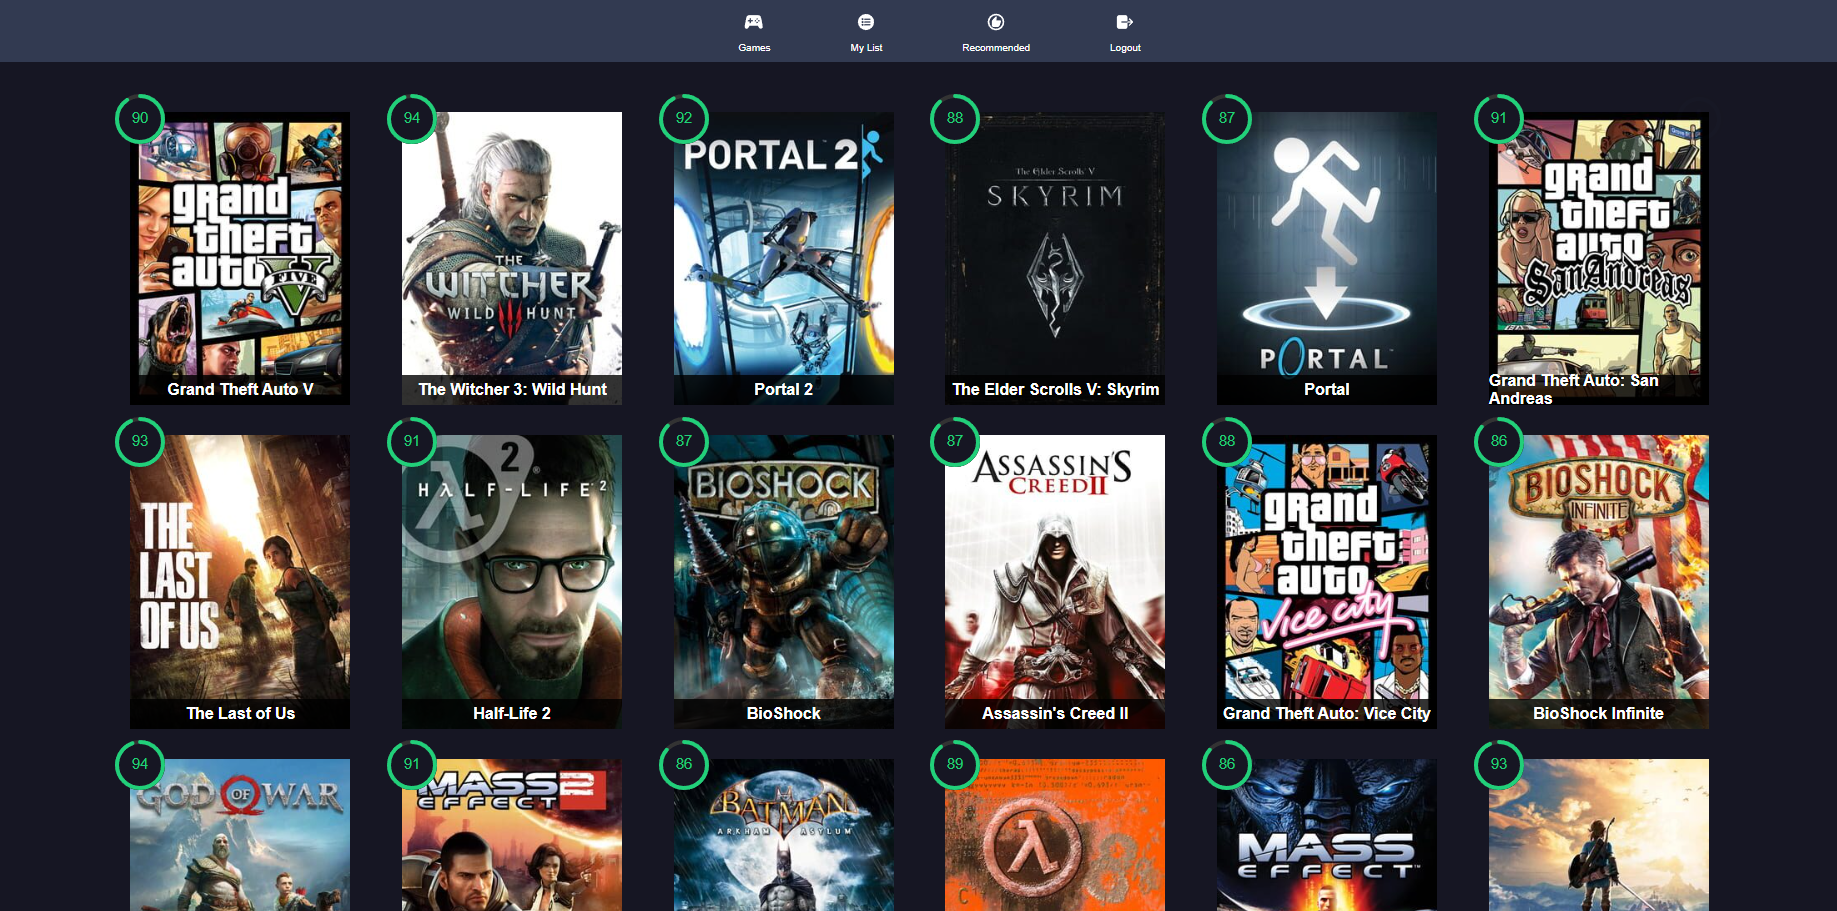 Games
My List
Recommended
Logout
90
94
92
88
87
91
grand
theft
auto
V
FIVE
Grand Theft Auto V
THE
WITCHER
WILD HUNT
The Witcher 3: Wild Hunt
PORTAL 2
Portal 2
The Elder Scrolls V
SKYRIM
The Elder Scrolls V: Skyrim
PORTAL™
Portal
grand
theft
auto
San Andreas
Grand Theft Auto: San
Andreas
93
91
87
87
88
86
THE
LAST
OF US
The Last of Us
2
HλLF-LIFE²
Half-Life 2
BIOSHOCK
BioShock
ASSASSIN'S
CREED II
Assassin's Creed II
grand
theft
auto
vice city
Grand Theft Auto: Vice City
BIOSHOCK
INFINITE
BioShock Infinite
94
91
86
89
86
93
GOD OF WAR
MASS
EFFECT 2
BATMAN
ARKHAM ASYLUM
λ
MASS
EFFECT™